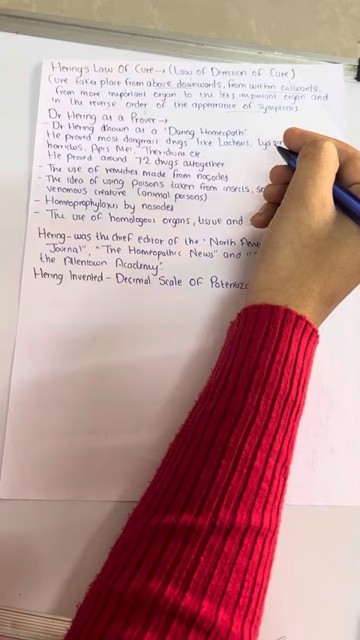 Hering's Law Of Cure → (Law of Direction of Cure)
Cure takes place from above downwards, from within outwards,
from more important organ to the less important organ and
in the reverse order of the appearance of symptoms
Dr Hering as a Prover →
- Dr Hering known as a "Daring Homeopath"
He proved most dangerous drugs like Lachesis,
horridus, Apis Mel, Theridium etc
He proved around 72 drugs altogether
- The use of remedies made from nosodes
- The idea of using poisons taken from insects,
venomous creature (animal poisons)
- Homeoprophylaxis by nosodes
- The use of homologous organs, tissue and
Hering - was the chief editor of the "North
Journal", "The Homeopathic News" and
the Allentown Academy".
Hering Invented - Decimal Scale of